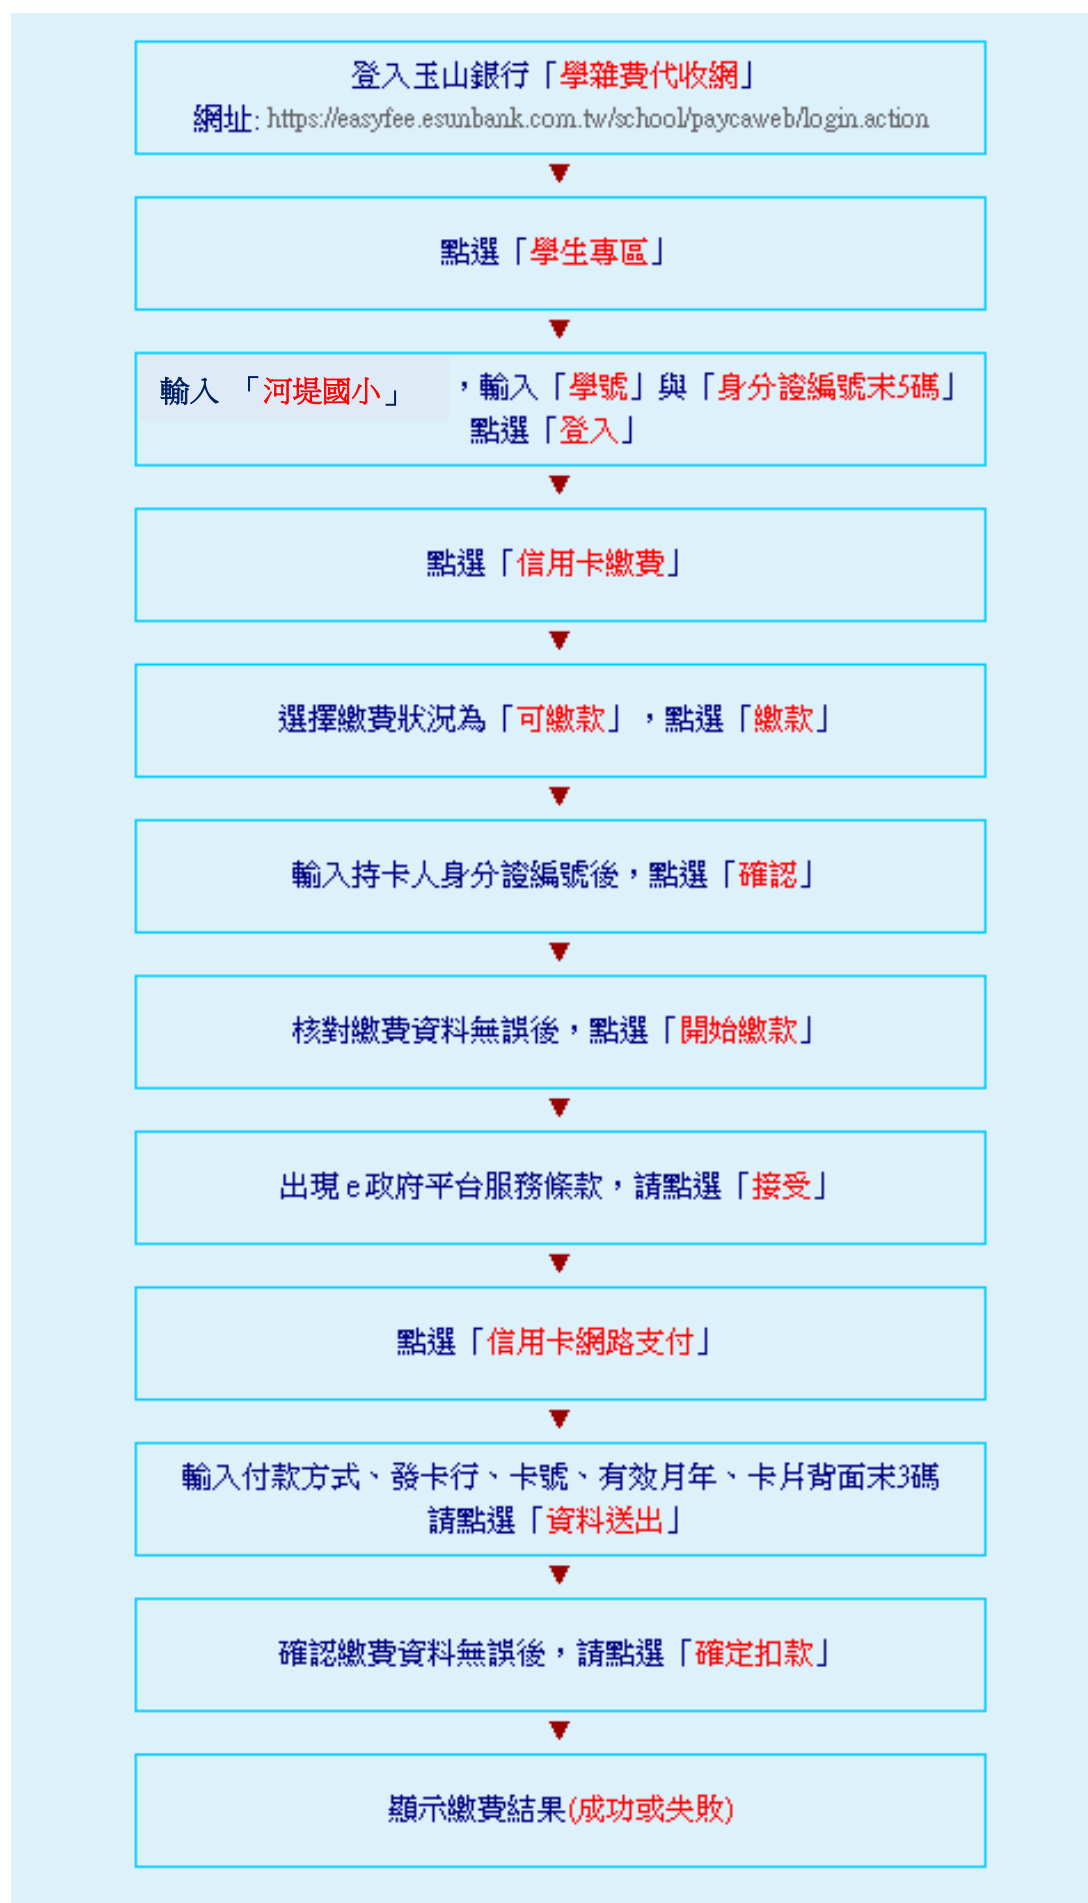 登入玉山銀行「學雜費代收網」
網址: https://easyfee.esunbank.com.tw/school/paycaweb/login.action
點選「學生專區」
輸入 「河堤國小」 ，輸入「學號」與「身分證編號末5碼」
點選「登入」
點選「信用卡繳費」
選擇繳費狀況為「可繳款」，點選「繳款」
輸入持卡人身分證編號後，點選「確認」
核對繳費資料無誤後，點選「開始繳款」
出現e政府平台服務條款，請點選「接受」
點選「信用卡網路支付」
輸入付款方式、發卡行、卡號、有效月年、卡片背面末3碼
請點選「資料送出」
確認繳費資料無誤後，請點選「確定扣款」
顯示繳費結果(成功或失敗)